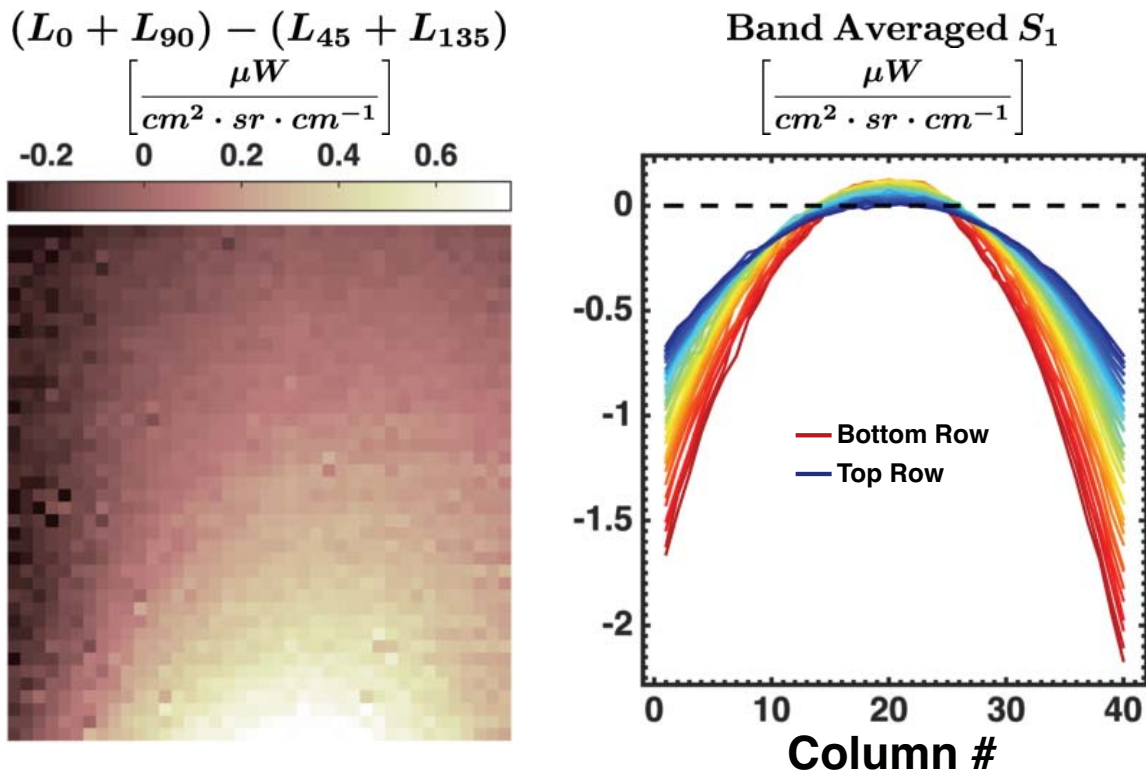 (L₀ + L₉₀) − (L₄₅ + L₁₃₅)
[μW / cm² · sr · cm⁻¹]
-0.2 0 0.2 0.4 0.6
Band Averaged S₁
[μW / cm² · sr · cm⁻¹]
0
-0.5
-1
-1.5
-2
Bottom Row
Top Row
0 10 20 30 40
Column #